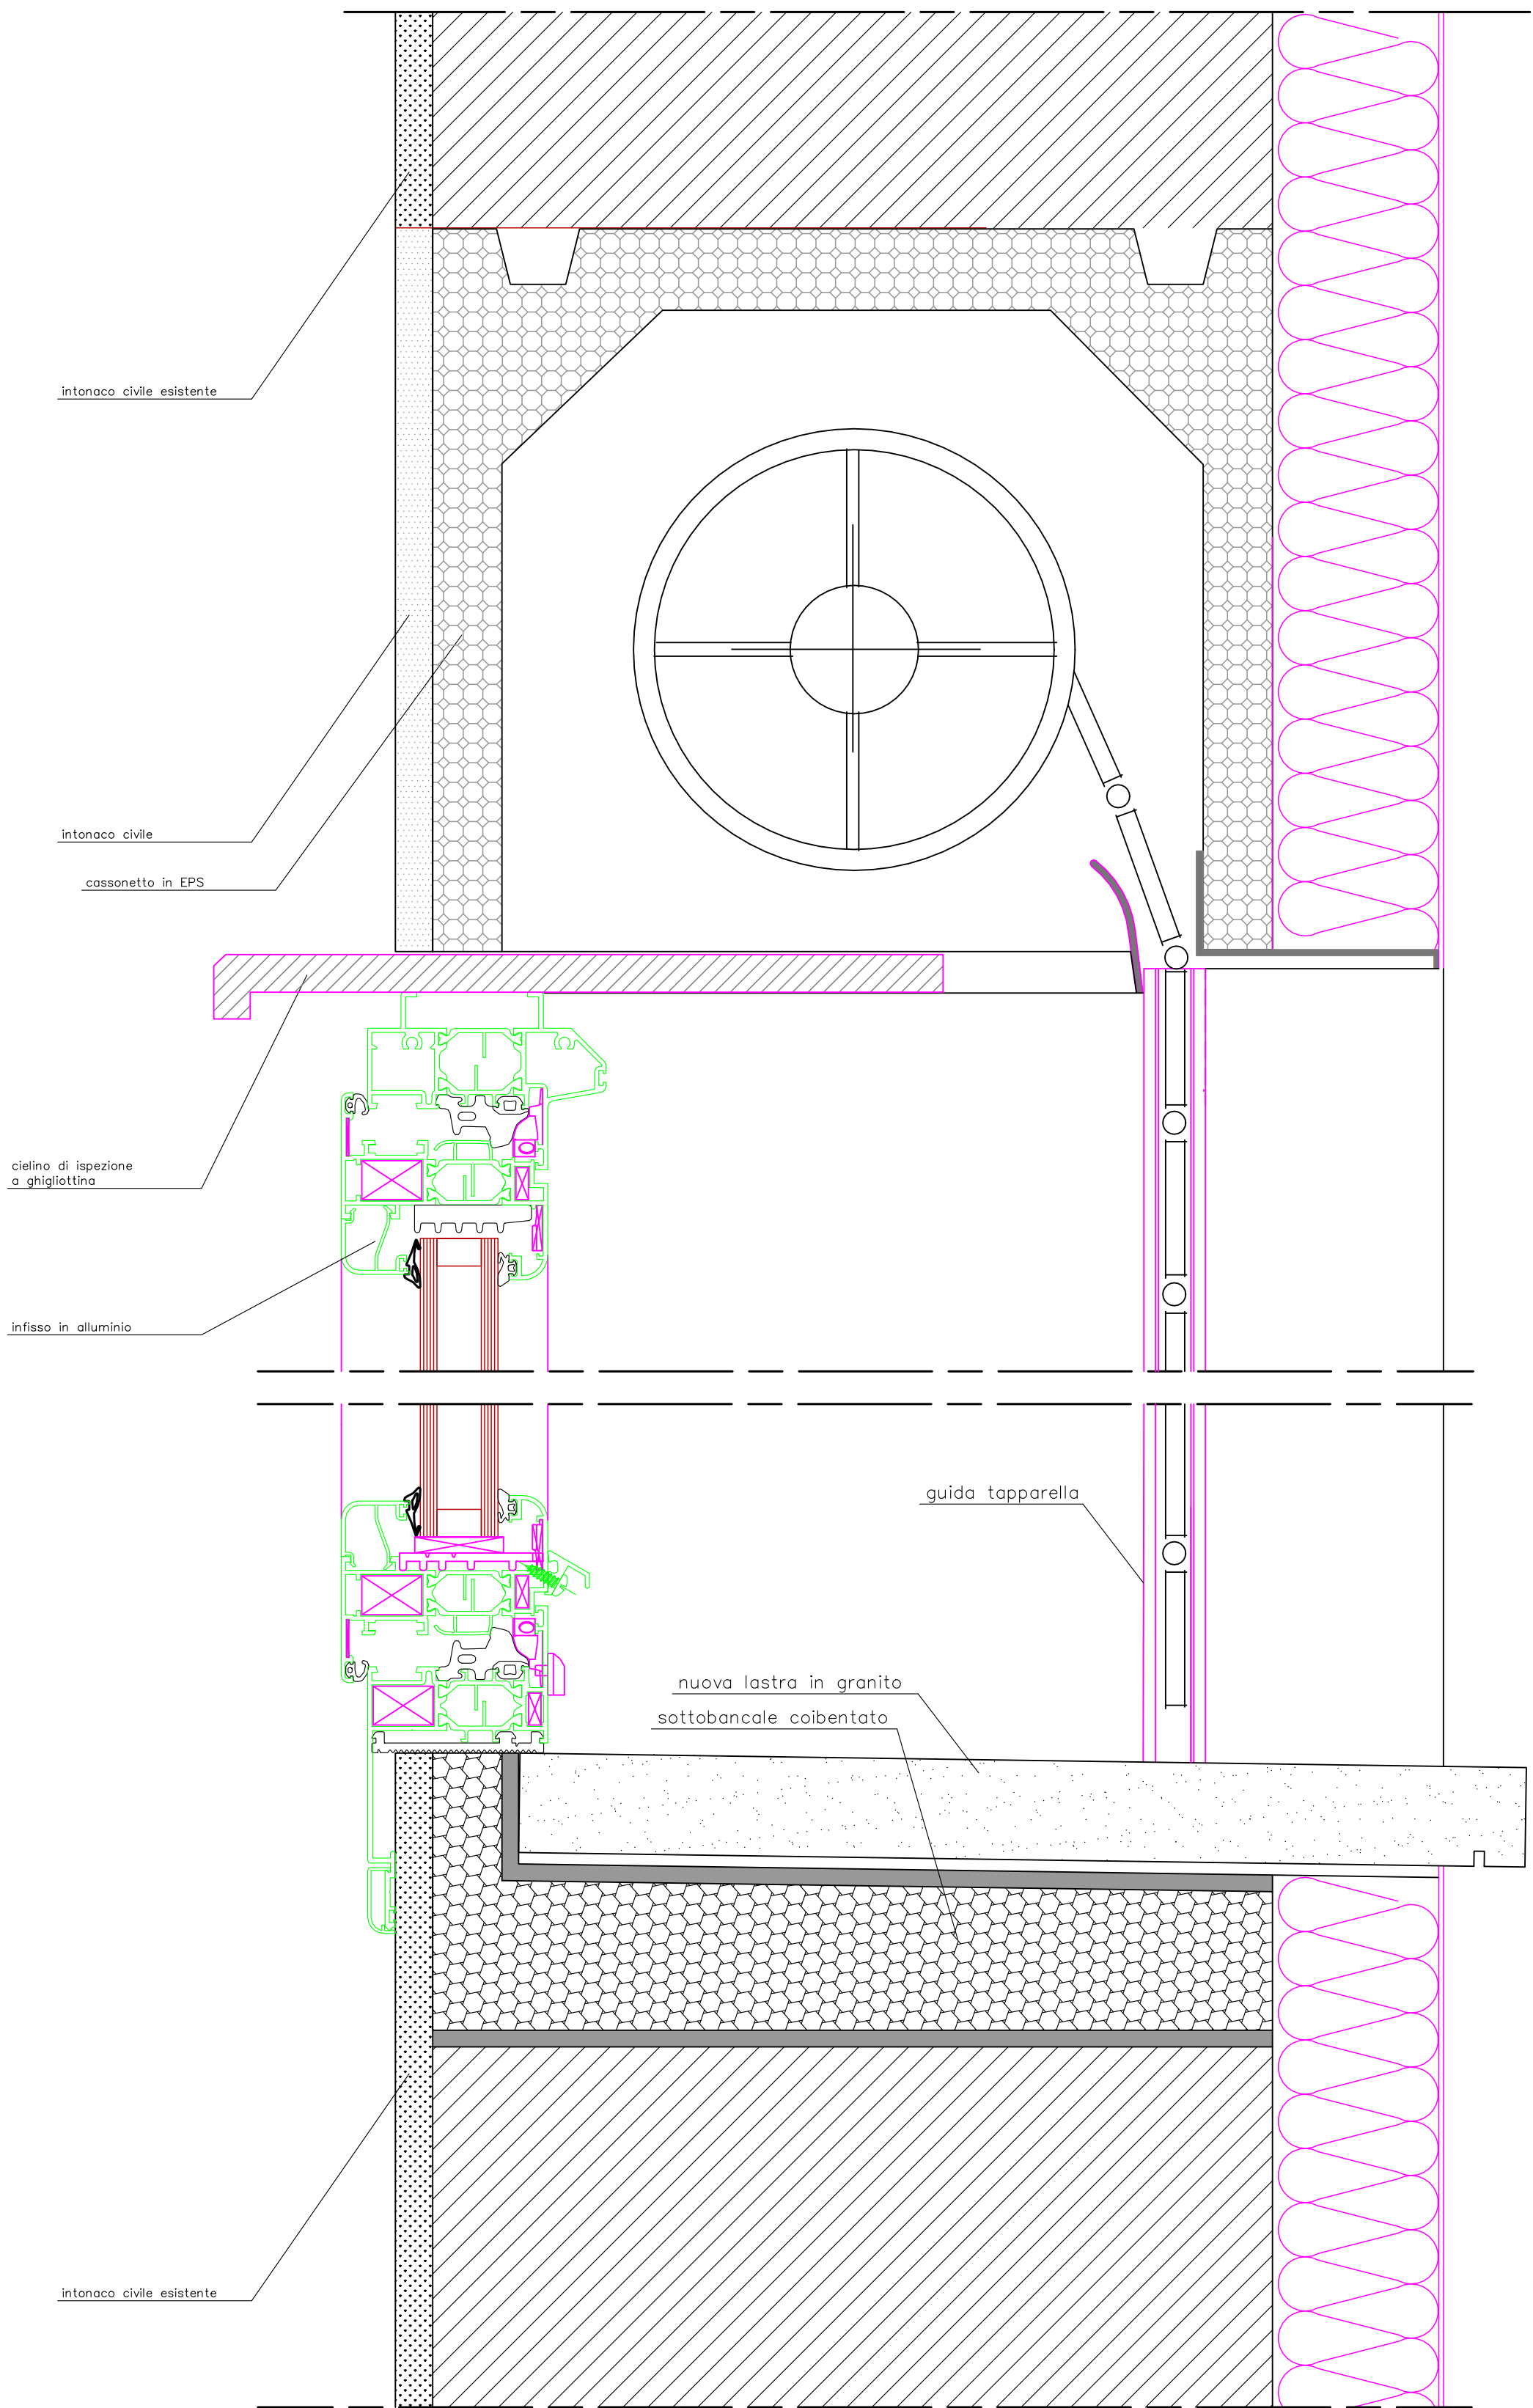 intonaco civile esistente
intonaco civile
cassonetto in EPS
cielino di ispezione
a ghigliottina
infisso in alluminio
guida tapparella
nuova lastra in granito
sottobancale coibentato
intonaco civile esistente